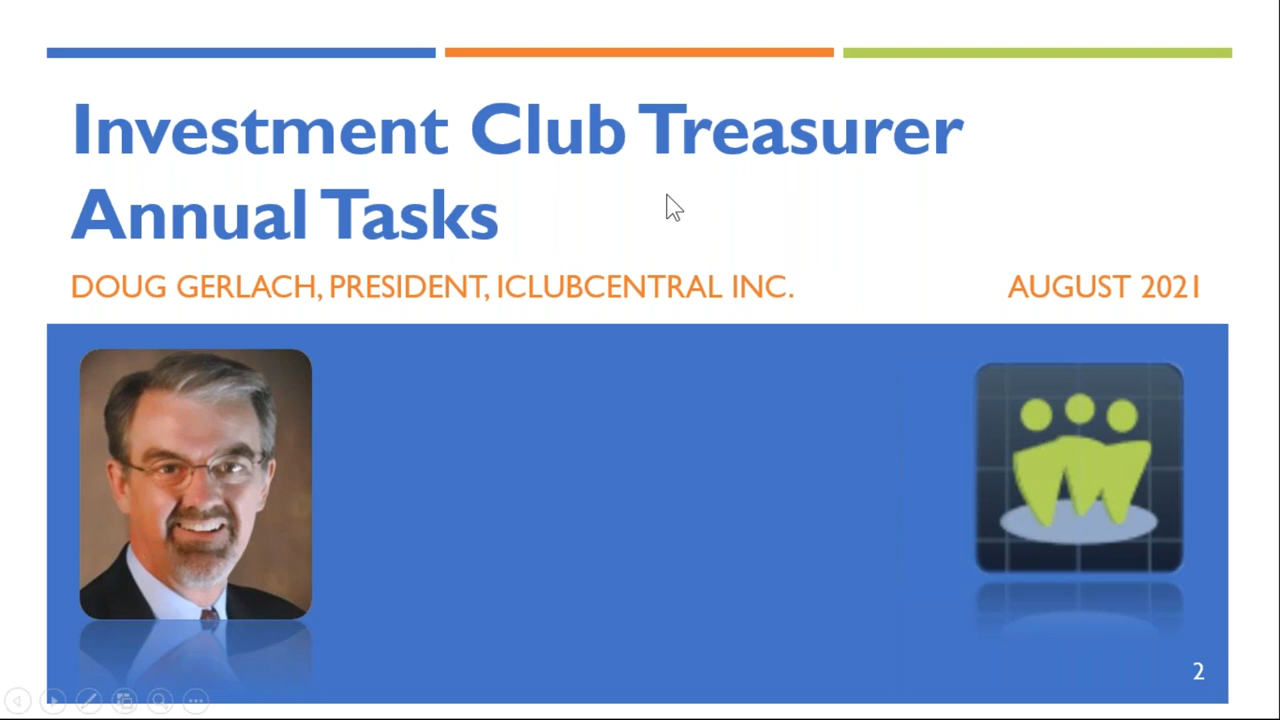 Investment Club Treasurer
Annual Tasks
DOUG GERLACH, PRESIDENT, ICLUBCENTRAL INC.
AUGUST 2021
2